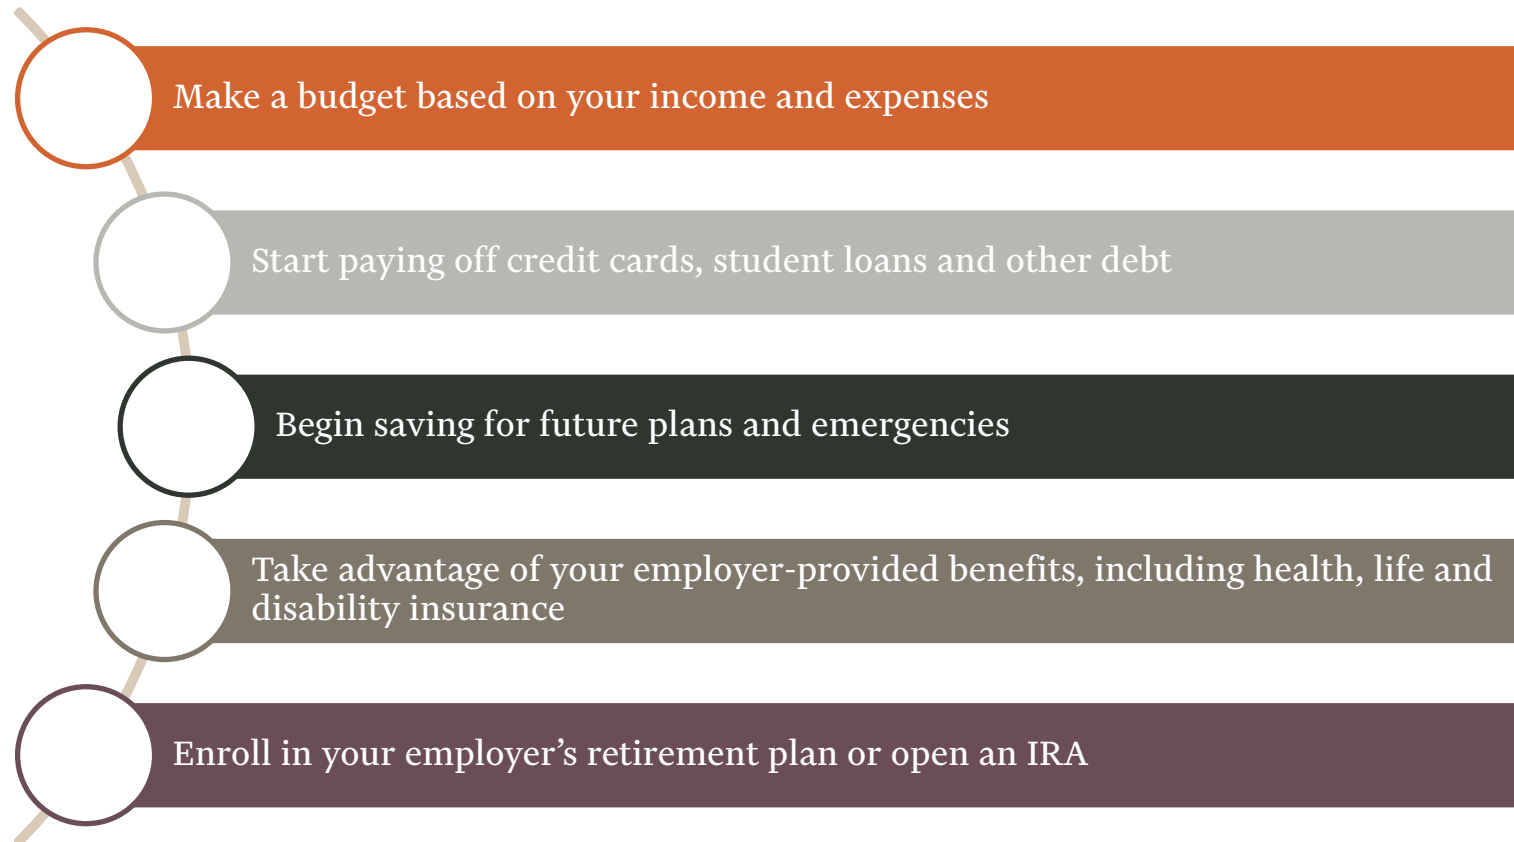 Make a budget based on your income and expenses
Start paying off credit cards, student loans and other debt
Begin saving for future plans and emergencies
Take advantage of your employer-provided benefits, including health, life and
disability insurance
Enroll in your employer’s retirement plan or open an IRA